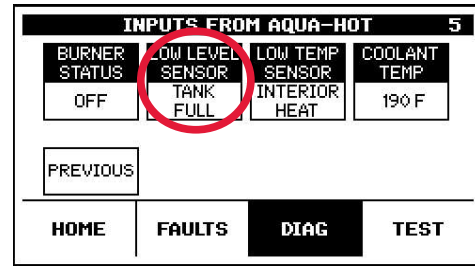 INPUTS FROM AQUA-HOT 5
BURNER STATUS
OFF
LOW LEVEL SENSOR
TANK FULL
LOW TEMP SENSOR
INTERIOR HEAT
COOLANT TEMP
190 F
PREVIOUS
HOME FAULTS DIAG TEST